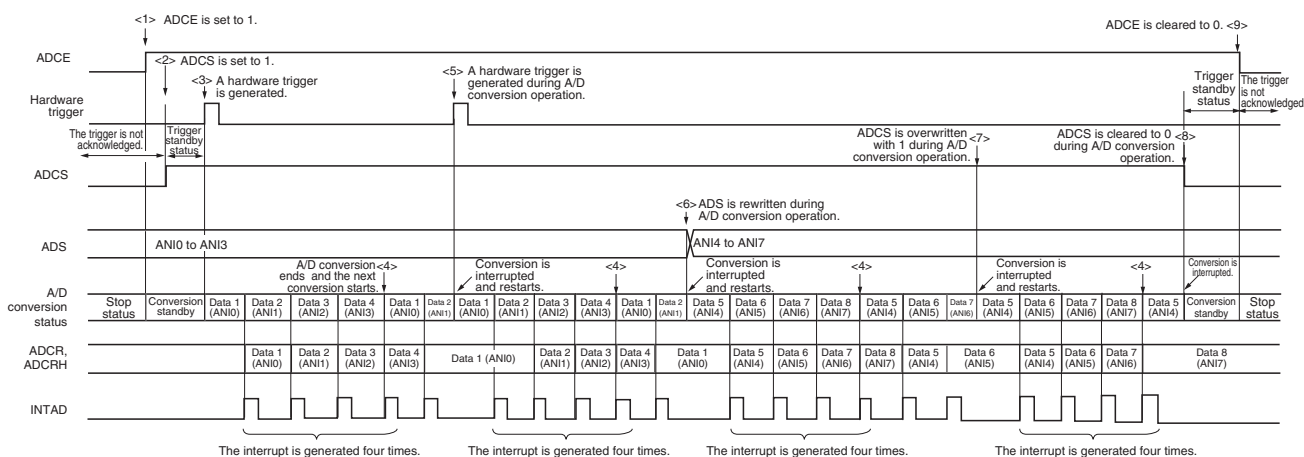 <1> ADCE is set to 1.
ADCE is cleared to 0. <9>
ADCE
<2> ADCS is set to 1.
<3> A hardware trigger
is generated.
<5> A hardware trigger is
generated during A/D
conversion operation.
Trigger
standby
status
The trigger
is not
acknowledged
Hardware
trigger
The trigger is not
acknowledged.
Trigger
standby
status
ADCS is overwritten <7>
with 1 during A/D
conversion operation.
ADCS is cleared to 0 <8>
during A/D conversion
operation.
ADCS
<6> ADS is rewritten during
A/D conversion operation.
ADS
ANI0 to ANI3
ANI4 to ANI7
A/D conversion <4>
ends and the next
conversion starts.
Conversion is
interrupted
and restarts.
<4>
Conversion is
interrupted
and restarts.
<4>
Conversion is
interrupted
and restarts.
<4>
Conversion is
interrupted.
A/D
conversion
status
Stop
status
Conversion
standby
Data 1
(ANI0)
Data 2
(ANI1)
Data 3
(ANI2)
Data 4
(ANI3)
Data 1
(ANI0)
Data 2
(ANI1)
Data 1
(ANI0)
Data 2
(ANI1)
Data 3
(ANI2)
Data 4
(ANI3)
Data 1
(ANI0)
Data 2
(ANI1)
Data 5
(ANI4)
Data 6
(ANI5)
Data 7
(ANI6)
Data 8
(ANI7)
Data 5
(ANI4)
Data 6
(ANI5)
Data 7
(ANI6)
Data 5
(ANI4)
Data 6
(ANI5)
Data 7
(ANI6)
Data 8
(ANI7)
Data 5
(ANI4)
Conversion
standby
Stop
status
ADCR,
ADCRH
Data 1
(ANI0)
Data 2
(ANI1)
Data 3
(ANI2)
Data 4
(ANI3)
Data 1 (ANI0)
Data 2
(ANI1)
Data 3
(ANI2)
Data 4
(ANI3)
Data 1
(ANI0)
Data 5
(ANI4)
Data 6
(ANI5)
Data 7
(ANI6)
Data 8
(ANI7)
Data 5
(ANI4)
Data 6
(ANI5)
Data 5
(ANI4)
Data 6
(ANI5)
Data 7
(ANI6)
Data 8
(ANI7)
INTAD
The interrupt is generated four times.
The interrupt is generated four times.
The interrupt is generated four times.
The interrupt is generated four times.